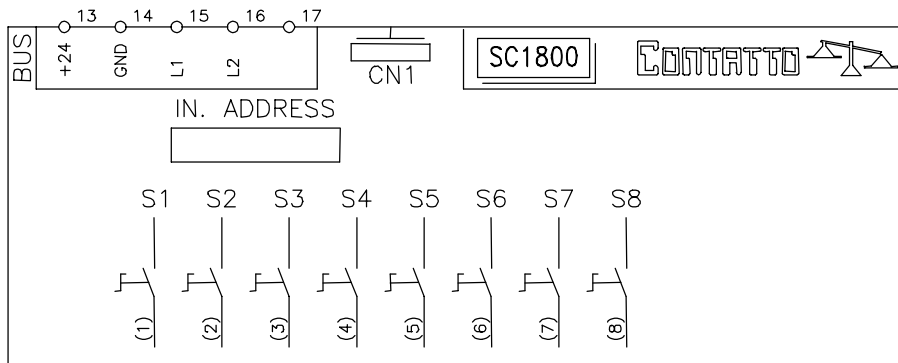 13 14 15 16 17
BUS +24 GND L1 L2
CN1
SC1800
CONTATTO
IN. ADDRESS
S1 S2 S3 S4 S5 S6 S7 S8
(1) (2) (3) (4) (5) (6) (7) (8)